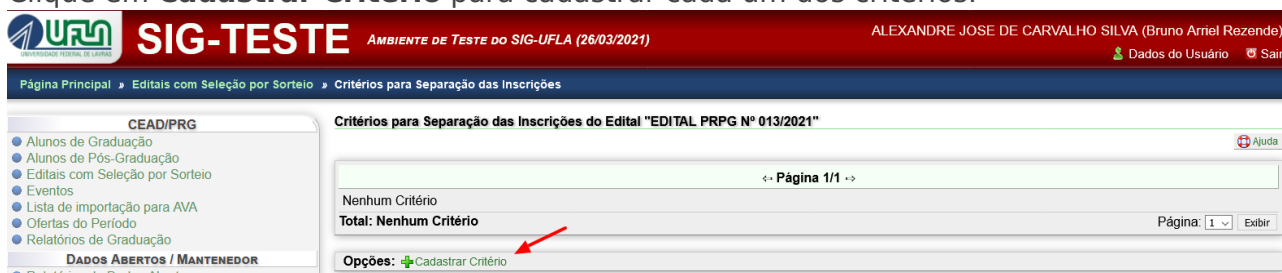 Clique em Cadastrar Critério para cadastrar cada um dos critérios.
UFLA
UNIVERSIDADE FEDERAL DE LAVRAS
SIG-TESTE AMBIENTE DE TESTE DO SIG-UFLA (26/03/2021)
ALEXANDRE JOSE DE CARVALHO SILVA (Bruno Arriel Rezende)
Dados do Usuário Sair
Página Principal » Editais com Seleção por Sorteio » Critérios para Separação das Inscrições
CEAD/PRG
Alunos de Graduação
Alunos de Pós-Graduação
Editais com Seleção por Sorteio
Eventos
Lista de importação para AVA
Ofertas do Período
Relatórios de Graduação
DADOS ABERTOS / MANTENEDOR
Critérios para Separação das Inscrições do Edital "EDITAL PRPG Nº 013/2021"
Ajuda
Página 1/1
Nenhum Critério
Total: Nenhum Critério
Página: 1 Exibir
Opções: Cadastrar Critério